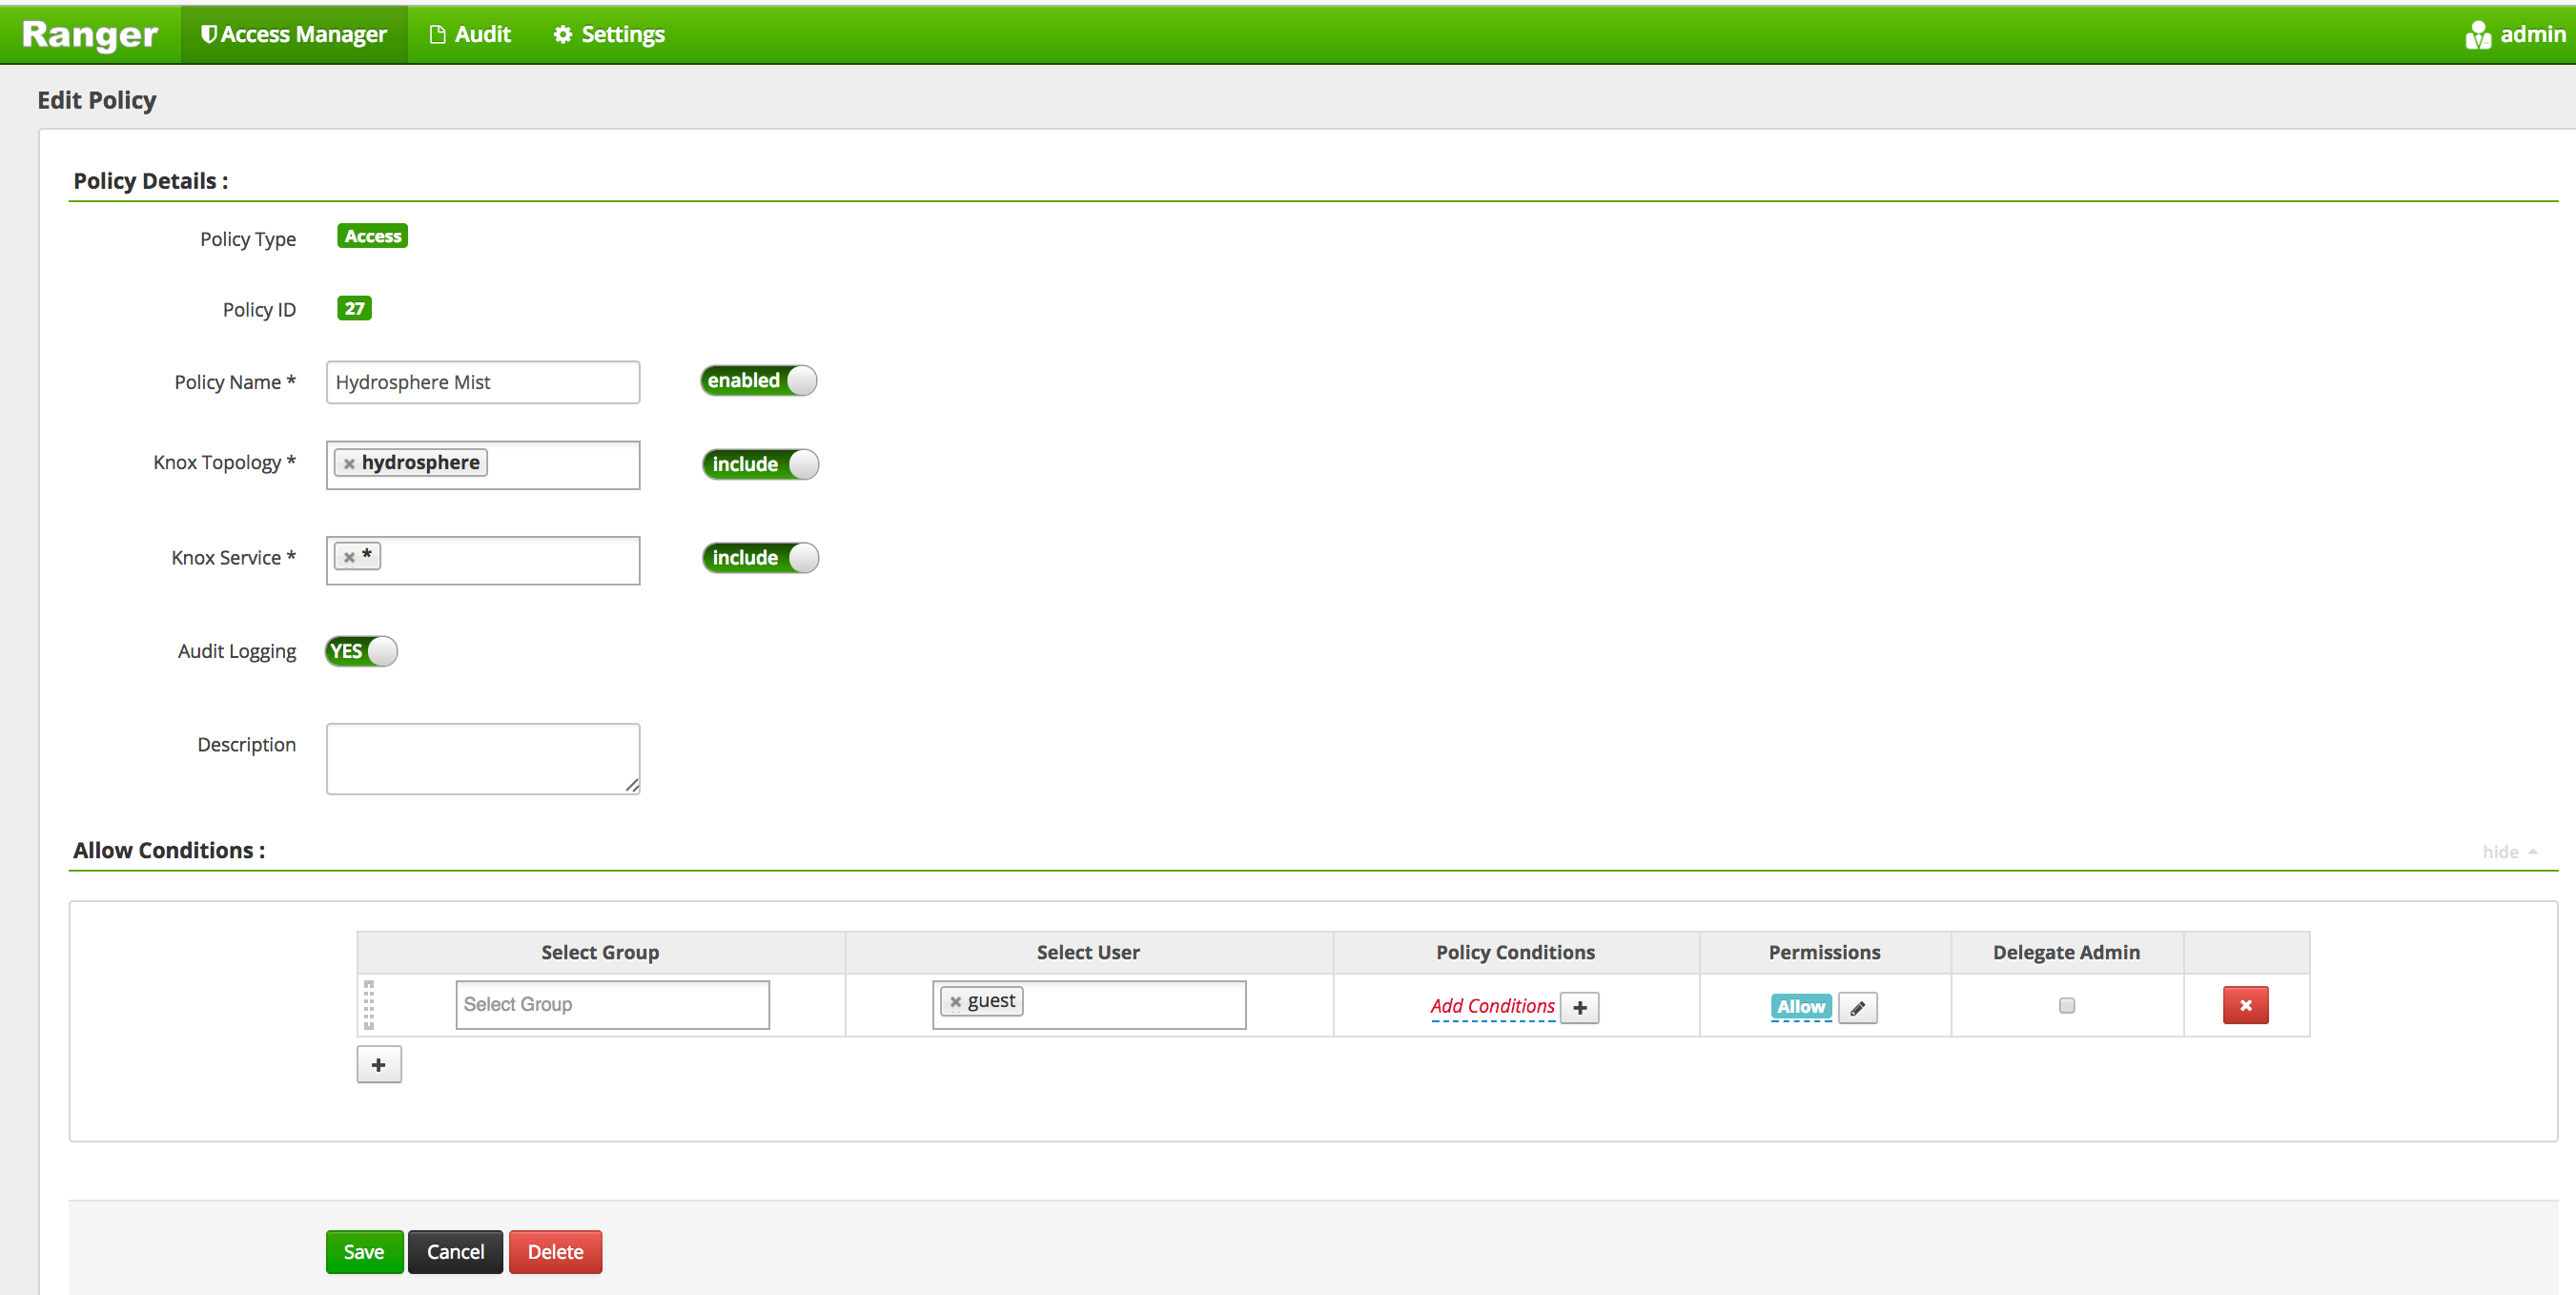 Ranger Access Manager Audit Settings admin
Edit Policy
Policy Details :
Policy Type Access
Policy ID 27
Policy Name * Hydrosphere Mist enabled
Knox Topology * × hydrosphere include
Knox Service * × * include
Audit Logging YES
Description
Allow Conditions : hide
Select Group Select User Policy Conditions Permissions Delegate Admin
Select Group × guest Add Conditions + Allow ×
+
Save Cancel Delete